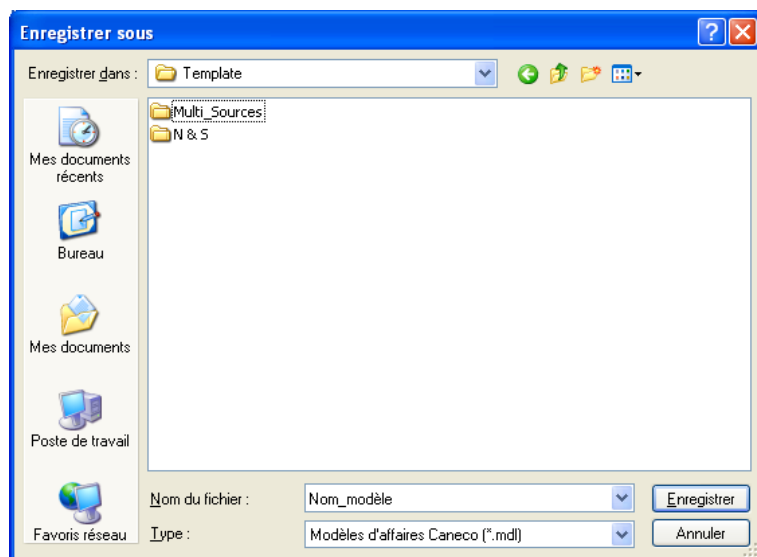 Enregistrer sous
Enregistrer dans :
Template
Multi_Sources
N & S
Mes documents
récents
Bureau
Mes documents
Poste de travail
Favoris réseau
Nom du fichier :
Nom_modèle
Enregistrer
Type :
Modèles d'affaires Caneco (*.mdl)
Annuler